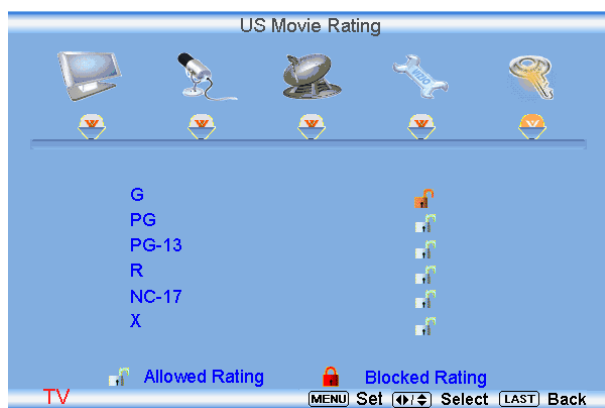 US Movie Rating
G
PG
PG-13
R
NC-17
X
Allowed Rating Blocked Rating
TV MENU Set Select LAST Back